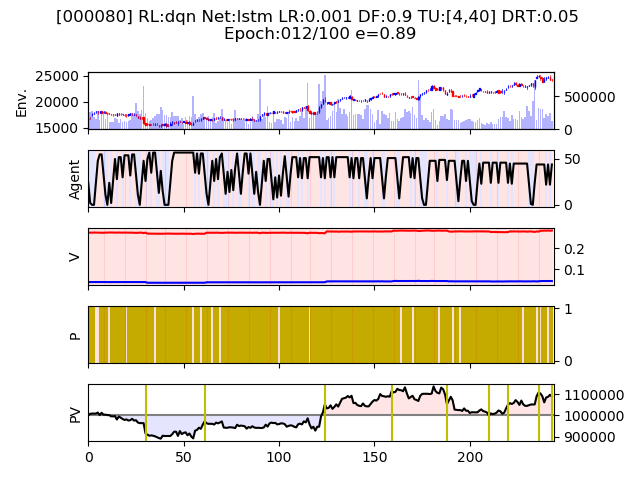 [000080] RL:dqn Net:lstm LR:0.001 DF:0.9 TU:[4,40] DRT:0.05
Epoch:012/100 e=0.89
Env.
25000
20000
15000
500000
0
Agent
50
0
V
0.2
0.1
P
1
0
PV
1100000
1000000
900000
0
50
100
150
200